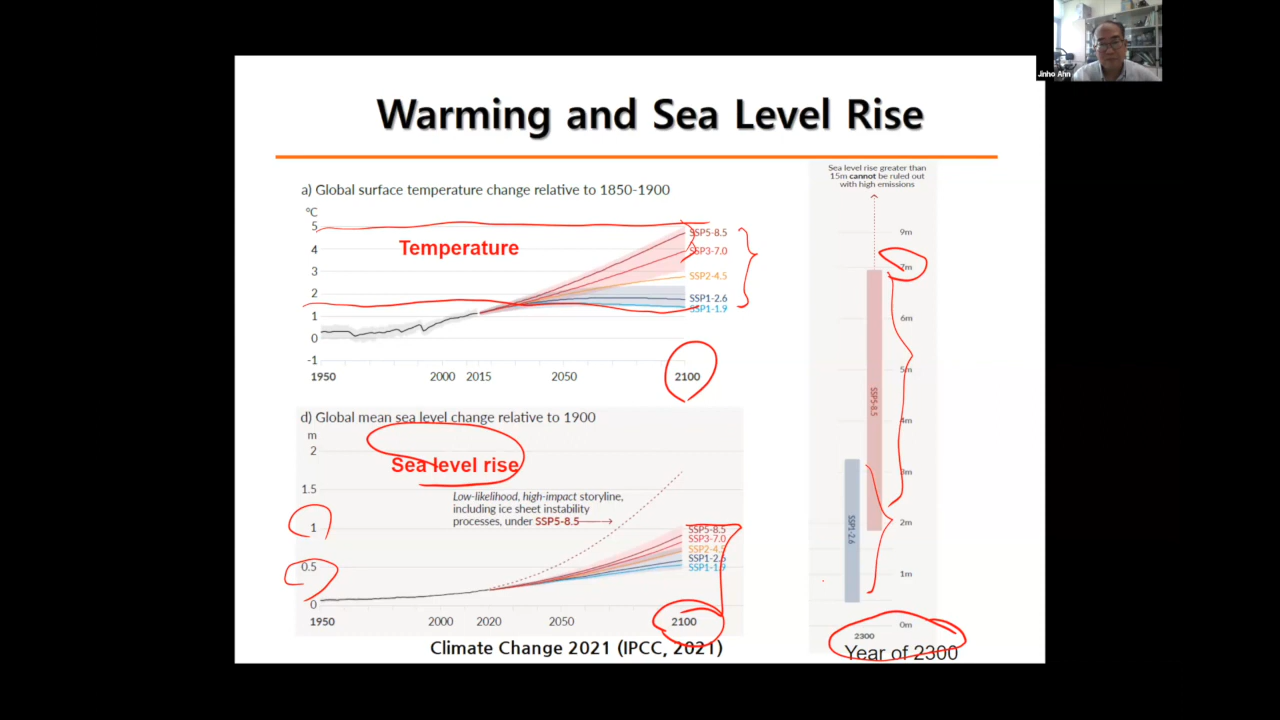 Jinho Ahn
Warming and Sea Level Rise
a) Global surface temperature change relative to 1850-1900
°C
5
4
3
2
1
0
-1
Temperature
SSP5-8.5
SSP3-7.0
SSP2-4.5
SSP1-2.6
SSP1-1.9
1950
2000
2015
2050
2100
d) Global mean sea level change relative to 1900
m
2
1.5
1
0.5
0
Sea level rise
Low-likelihood, high-impact storyline,
including ice sheet instability
processes, under SSP5-8.5
SSP5-8.5
SSP3-7.0
SSP2-4.5
SSP1-2.6
SSP1-1.9
1950
2000
2020
2050
2100
Climate Change 2021 (IPCC, 2021)
Sea level rise greater than
15m cannot be ruled out
with high emissions
9m
7m
6m
5m
4m
3m
2m
1m
0m
SSP5-8.5
SSP1-2.6
2300
Year of 2300